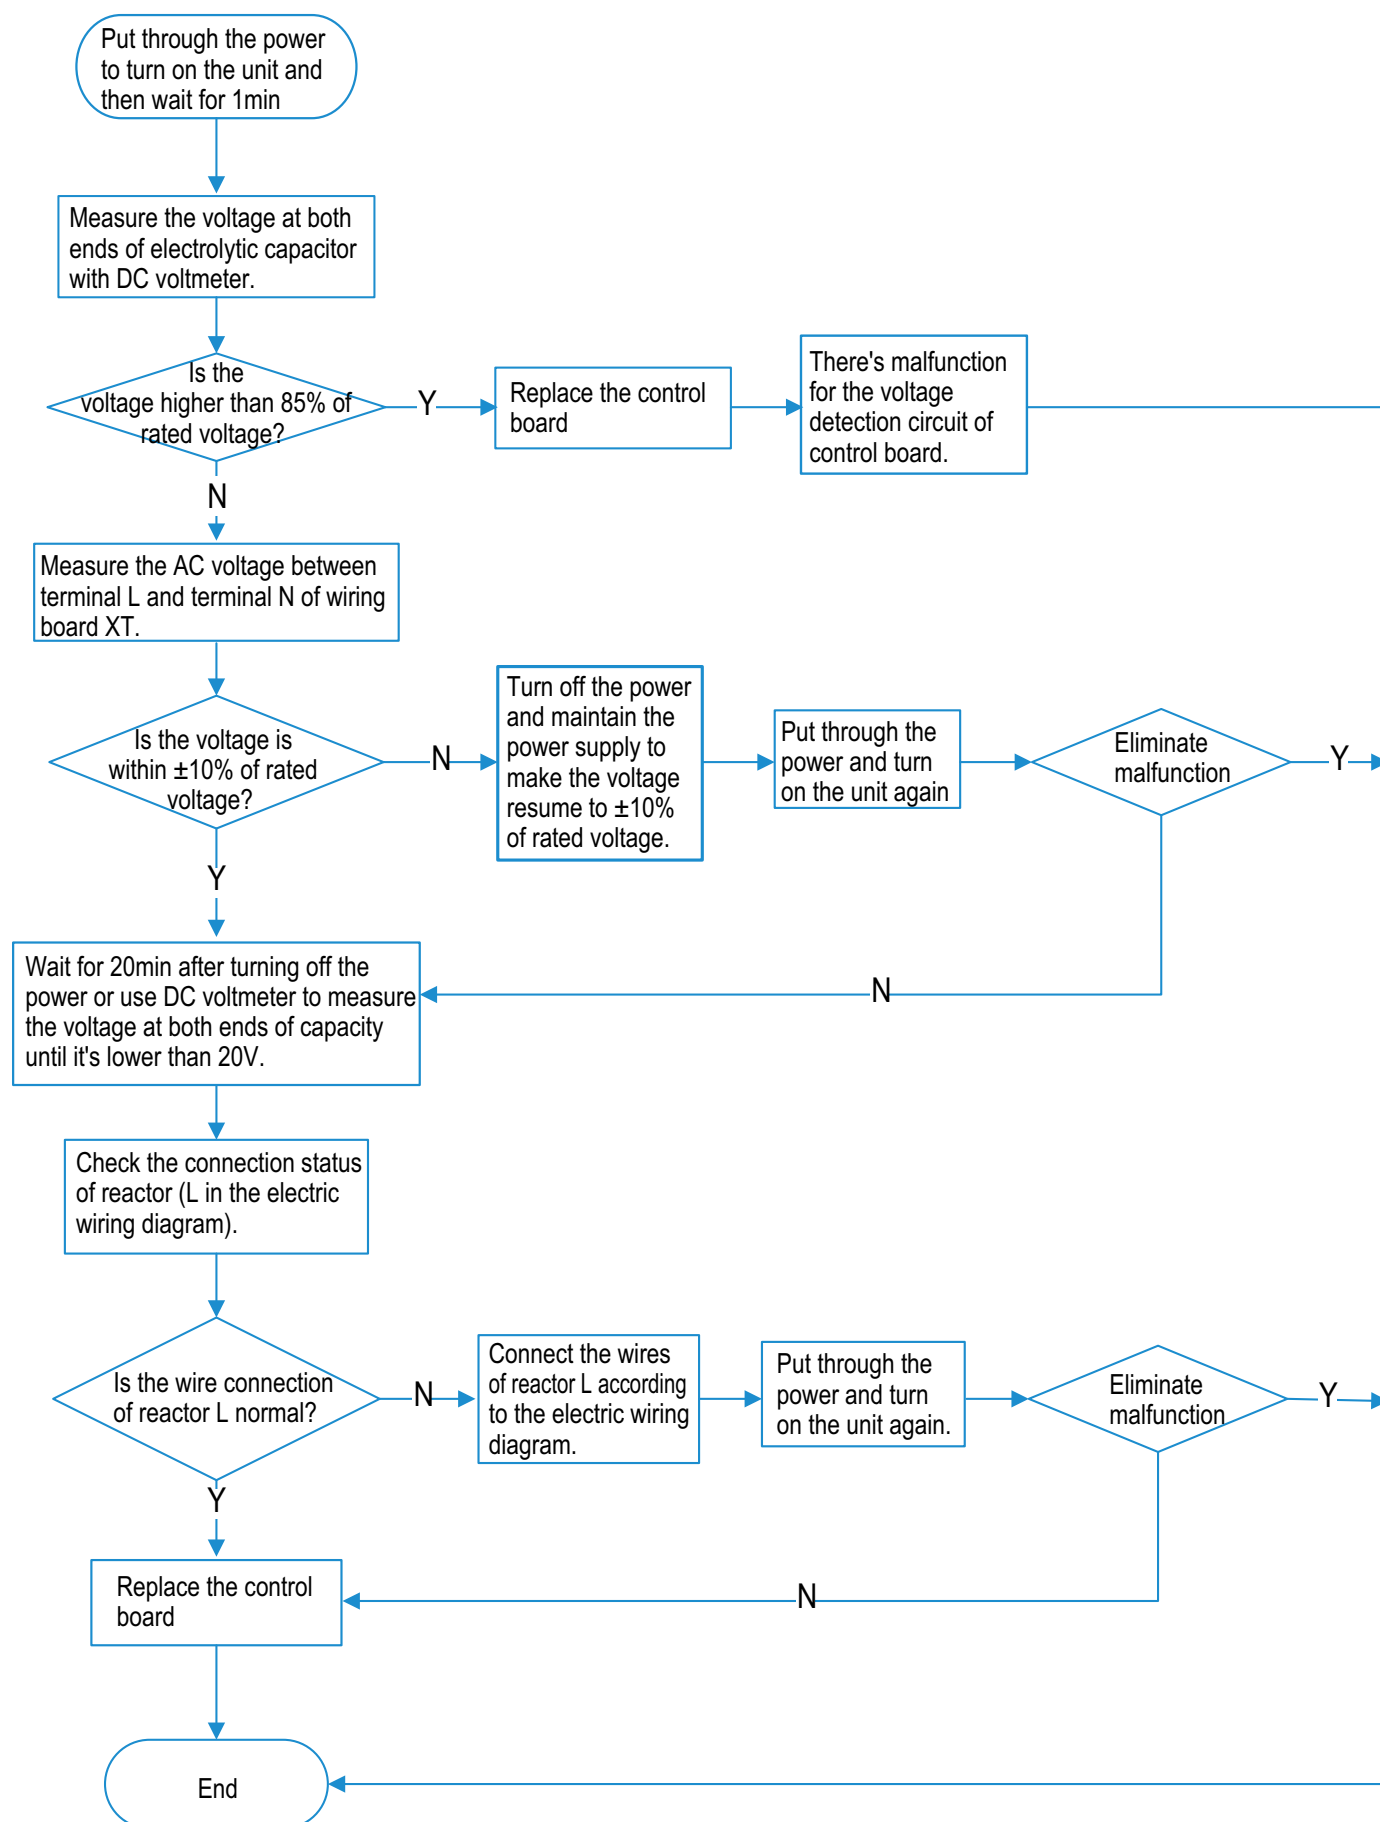 Put through the power
to turn on the unit and
then wait for 1min
Measure the voltage at both
ends of electrolytic capacitor
with DC voltmeter.
Is the
voltage higher than 85% of
rated voltage?
Y
Replace the control
board
There's malfunction
for the voltage
detection circuit of
control board.
N
Measure the AC voltage between
terminal L and terminal N of wiring
board XT.
Is the voltage is
within ±10% of rated
voltage?
N
Turn off the power
and maintain the
power supply to
make the voltage
resume to ±10%
of rated voltage.
Put through the
power and turn
on the unit again
Eliminate
malfunction
Y
Y
N
Wait for 20min after turning off the
power or use DC voltmeter to measure
the voltage at both ends of capacity
until it's lower than 20V.
Check the connection status
of reactor (L in the electric
wiring diagram).
Is the wire connection
of reactor L normal?
N
Connect the wires
of reactor L according
to the electric wiring
diagram.
Put through the
power and turn
on the unit again.
Eliminate
malfunction
Y
Y
N
Replace the control
board
End